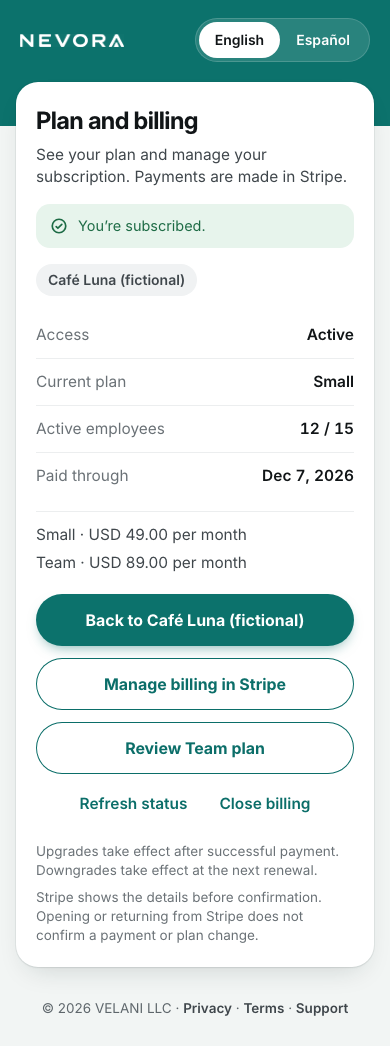 NEVORA
English
Español
Plan and billing
See your plan and manage your
subscription. Payments are made in Stripe.
You’re subscribed.
Café Luna (fictional)
Access Active
Current plan Small
Active employees 12 / 15
Paid through Dec 7, 2026
Small · USD 49.00 per month
Team · USD 89.00 per month
Back to Café Luna (fictional)
Manage billing in Stripe
Review Team plan
Refresh status Close billing
Upgrades take effect after successful payment.
Downgrades take effect at the next renewal.
Stripe shows the details before confirmation.
Opening or returning from Stripe does not
confirm a payment or plan change.
© 2026 VELANI LLC · Privacy · Terms · Support